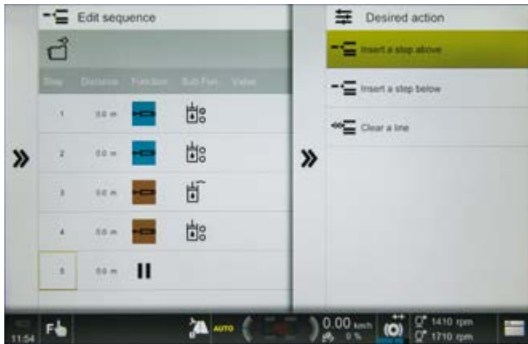 Edit sequence
Desired action
Step Distance Function Sub Fun. Value
Insert a step above
1 0.0 m
Insert a step below
2 0.0 m
Clear a line
3 0.0 m
4 0.0 m
5 0.0 m
11:54 F AUTO 0.00 km/h 0 % 1410 rpm
1710 rpm